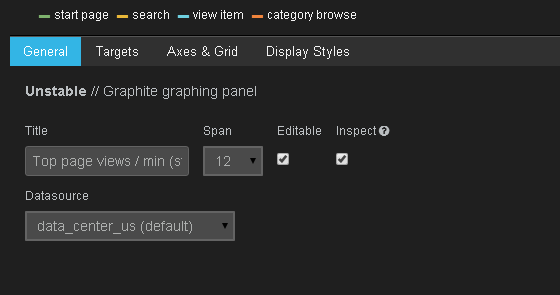 start page search view item category browse
General Targets Axes & Grid Display Styles
Unstable // Graphite graphing panel
Title Span Editable Inspect ?
Top page views / min (s 12
Datasource
data_center_us (default)